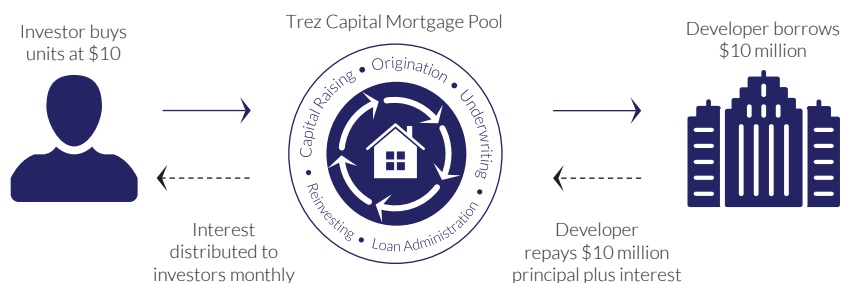 Investor buys
units at $10
Trez Capital Mortgage Pool
Developer borrows
$10 million
Capital Raising • Origination • Underwriting • Loan Administration • Reinvesting •
Interest
distributed to
investors monthly
Developer
repays $10 million
principal plus interest